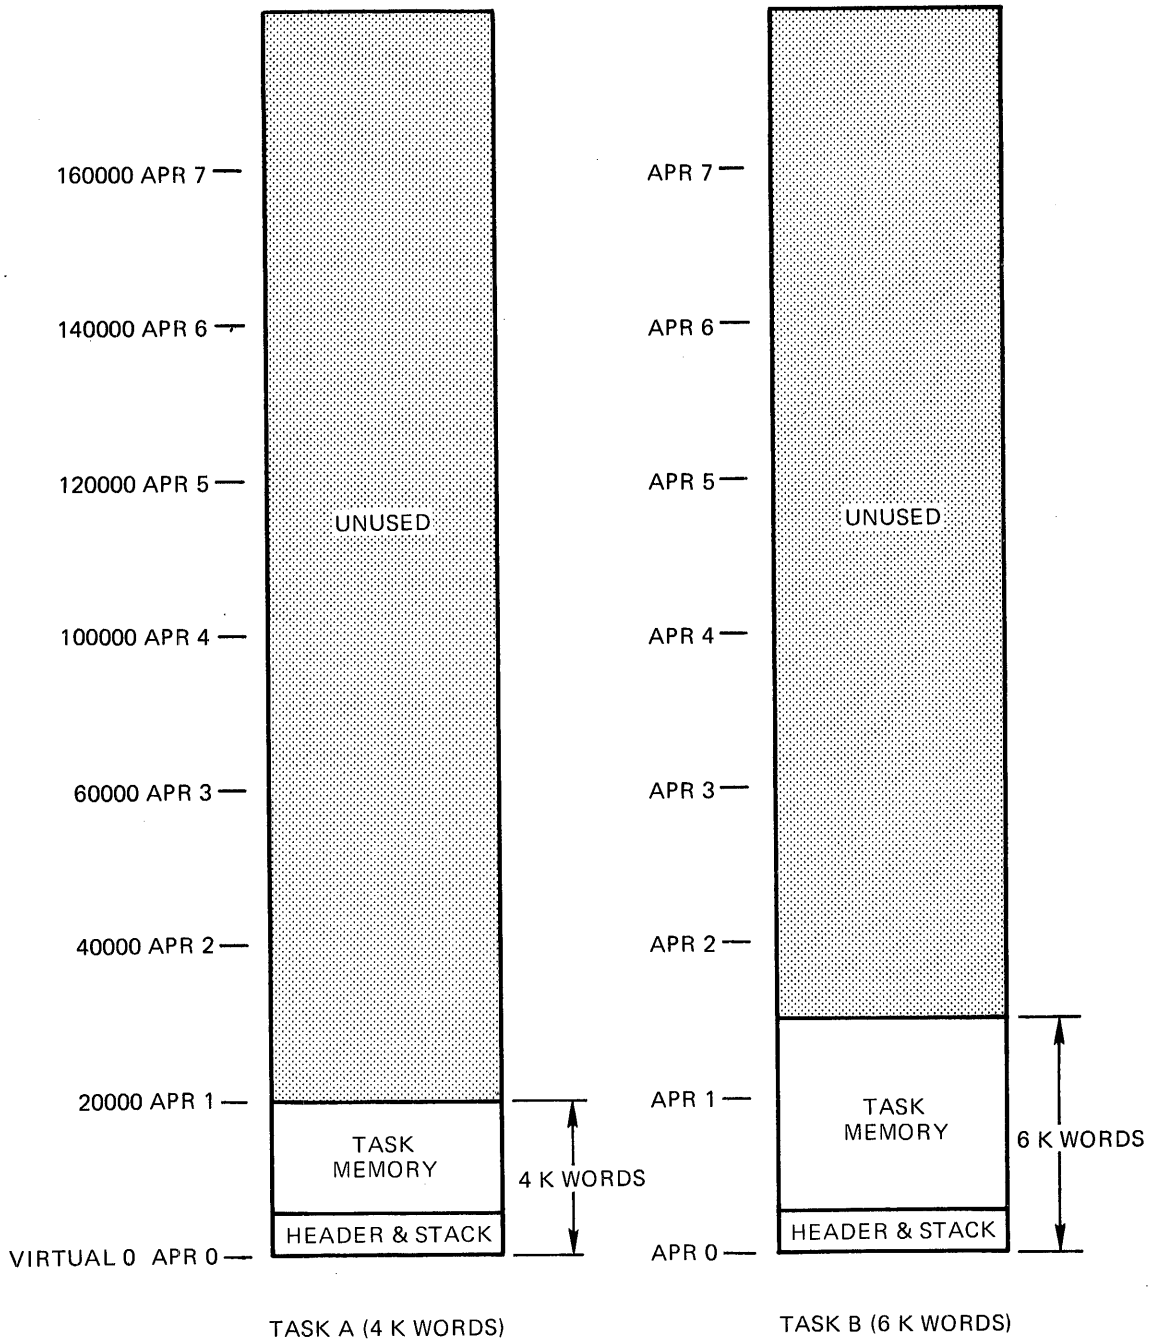 160000 APR 7
140000 APR 6
120000 APR 5
100000 APR 4
60000 APR 3
40000 APR 2
20000 APR 1
VIRTUAL 0 APR 0
UNUSED
TASK
MEMORY
HEADER & STACK
4 K WORDS
TASK A (4 K WORDS)
APR 7
APR 6
APR 5
APR 4
APR 3
APR 2
APR 1
APR 0
UNUSED
TASK
MEMORY
HEADER & STACK
6 K WORDS
TASK B (6 K WORDS)